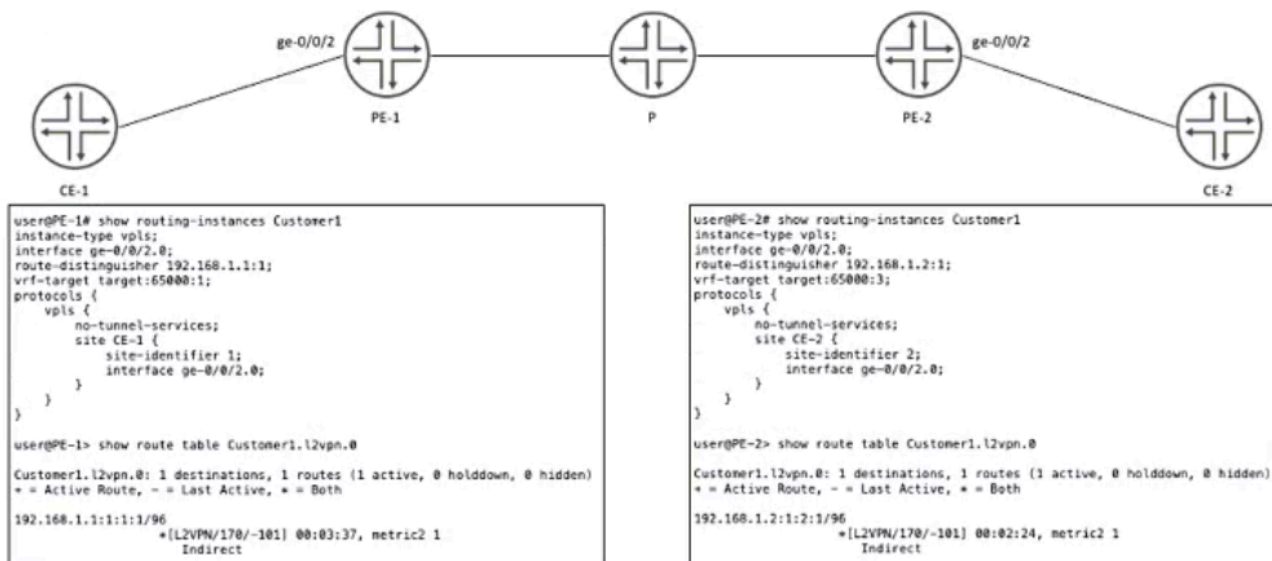 ge-0/0/2
ge-0/0/2
PE-1
P
PE-2
CE-1
CE-2
user@PE-1# show routing-instances Customer1
instance-type vpls;
interface ge-0/0/2.0;
route-distinguisher 192.168.1.1:1;
vrf-target target:65000:1;
protocols {
vpls {
no-tunnel-services;
site CE-1 {
site-identifier 1;
interface ge-0/0/2.0;
}
}
}
user@PE-1> show route table Customer1.l2vpn.0
Customer1.l2vpn.0: 1 destinations, 1 routes (1 active, 0 holddown, 0 hidden)
+ = Active Route, - = Last Active, * = Both
192.168.1.1:1:1:1/96
*[L2VPN/170/-101] 00:03:37, metric2 1
Indirect
user@PE-2# show routing-instances Customer1
instance-type vpls;
interface ge-0/0/2.0;
route-distinguisher 192.168.1.2:1;
vrf-target target:65000:3;
protocols {
vpls {
no-tunnel-services;
site CE-2 {
site-identifier 2;
interface ge-0/0/2.0;
}
}
}
user@PE-2> show route table Customer1.l2vpn.0
Customer1.l2vpn.0: 1 destinations, 1 routes (1 active, 0 holddown, 0 hidden)
+ = Active Route, - = Last Active, * = Both
192.168.1.2:1:2:1/96
*[L2VPN/170/-101] 00:02:24, metric2 1
Indirect